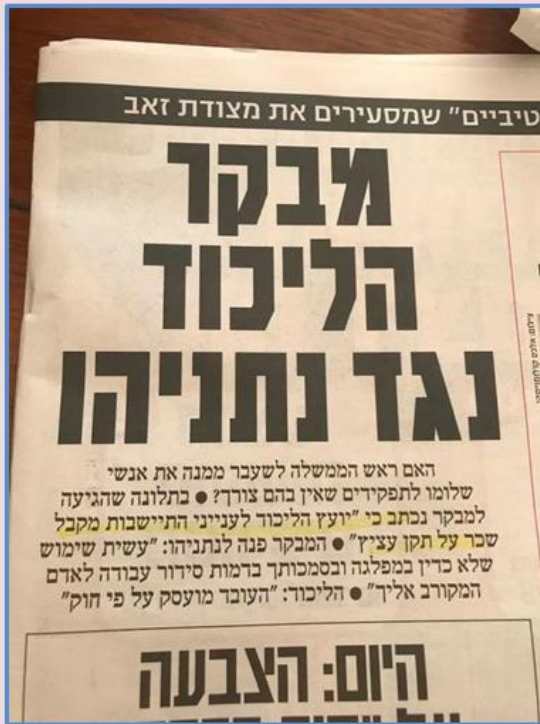 טיביים" שמסעירים את מצודת זאב
מבקר
הליכוד
נגד נתניהו
האם ראש הממשלה לשעבר ממנה את אנשי
שלומו לתפקידים שאין בהם צורך? ● בתלונה שהגיעה
למבקר נכתב כי "יועץ הליכוד לענייני התיישבות מקבל
שכר על תקן עציץ" ● המבקר פנה לנתניהו: "עשית שימוש
שלא כדין במפלגה ובסמכותך בדמות סידור עבודה לאדם
המקורב אליך" ● הליכוד: "העובד מועסק על פי חוק"
היום: הצבעה